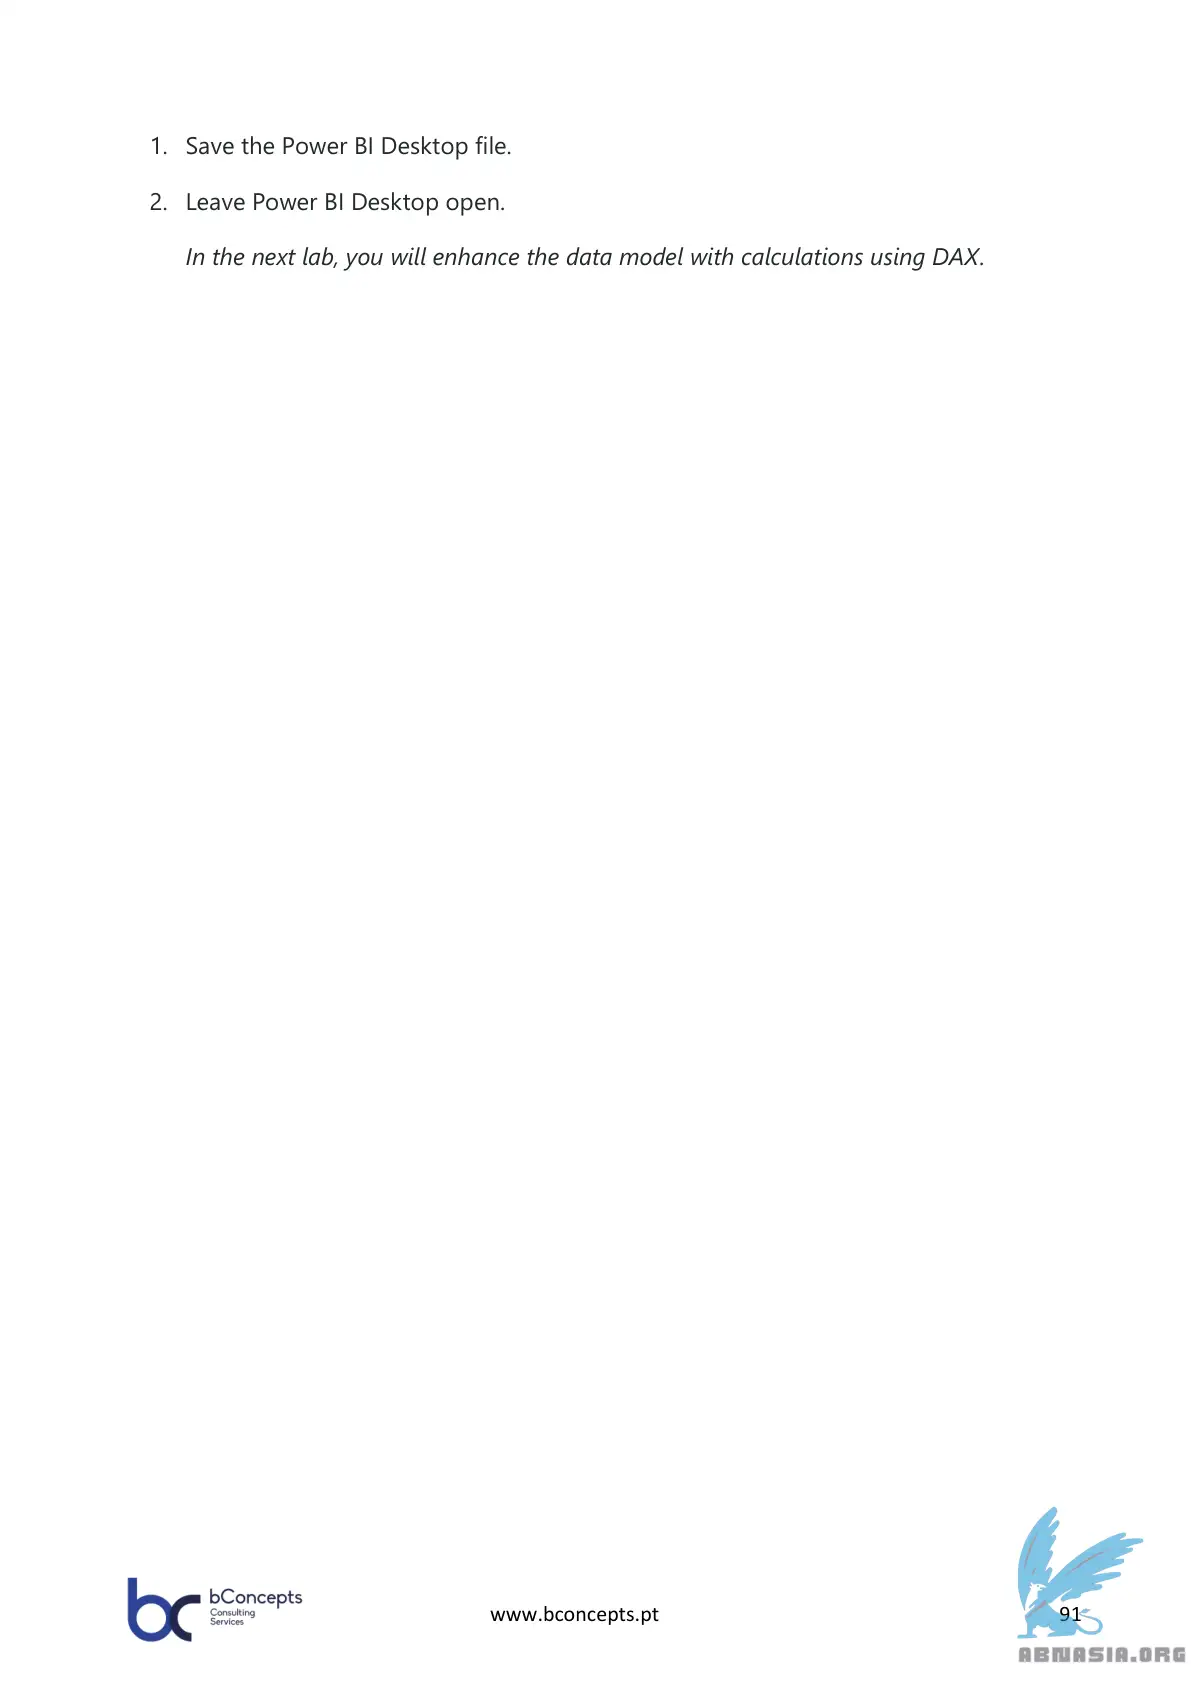 1. Save the Power BI Desktop file.
2. Leave Power BI Desktop open.
In the next lab, you will enhance the data model with calculations using DAX.
bc bConcepts
Consulting
Services
www.bconcepts.pt
91
ABNASIA.ORG